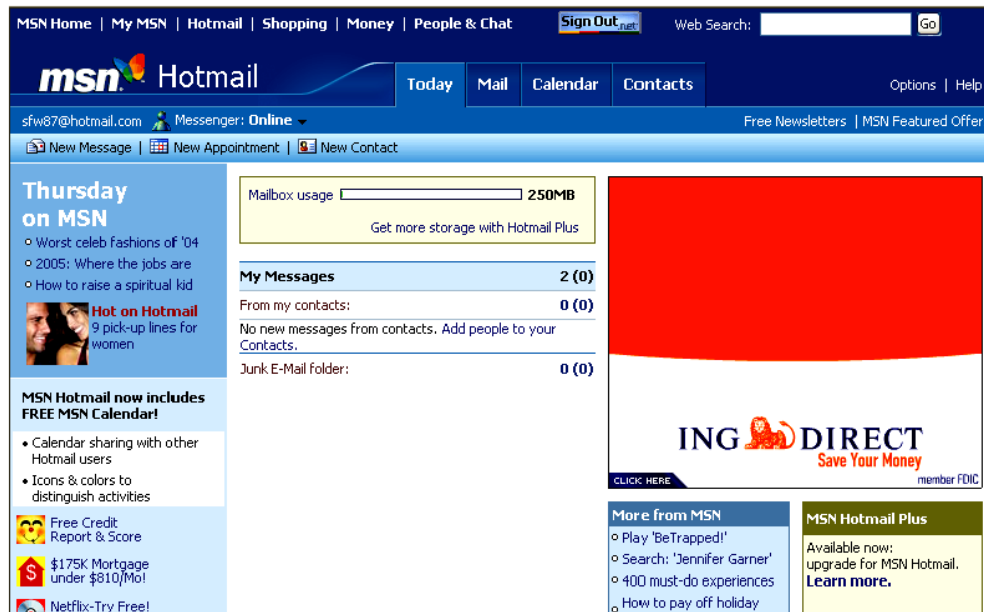 MSN Home | My MSN | Hotmail | Shopping | Money | People & Chat
Sign Out.net
Web Search:
Go
msn Hotmail
Today
Mail
Calendar
Contacts
Options | Help
sfw87@hotmail.com
Messenger: Online
Free Newsletters | MSN Featured Offer
New Message | New Appointment | New Contact
Thursday
on MSN
Worst celeb fashions of '04
2005: Where the jobs are
How to raise a spiritual kid
Hot on Hotmail
9 pick-up lines for
women
MSN Hotmail now includes
FREE MSN Calendar!
• Calendar sharing with other
Hotmail users
• Icons & colors to
distinguish activities
Free Credit
Report & Score
$
$175K Mortgage
under $810/Mo!
Netflix-Try Free!
Mailbox usage 250MB
Get more storage with Hotmail Plus
My Messages 2 (0)
From my contacts: 0 (0)
No new messages from contacts. Add people to your
Contacts.
Junk E-Mail folder: 0 (0)
ING DIRECT
Save Your Money
CLICK HERE
member FDIC
More from MSN
Play 'BeTrapped!'
Search: 'Jennifer Garner'
400 must-do experiences
How to pay off holiday
MSN Hotmail Plus
Available now:
upgrade for MSN Hotmail.
Learn more.